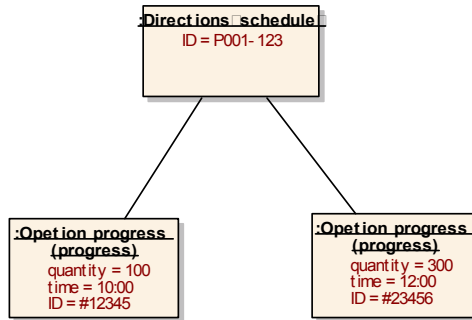 :Directions schedule
ID = P001-123
:Opetion progress
(progress)
quantity = 100
time = 10:00
ID = #12345
:Opetion progress
(progress)
quantity = 300
time = 12:00
ID = #23456